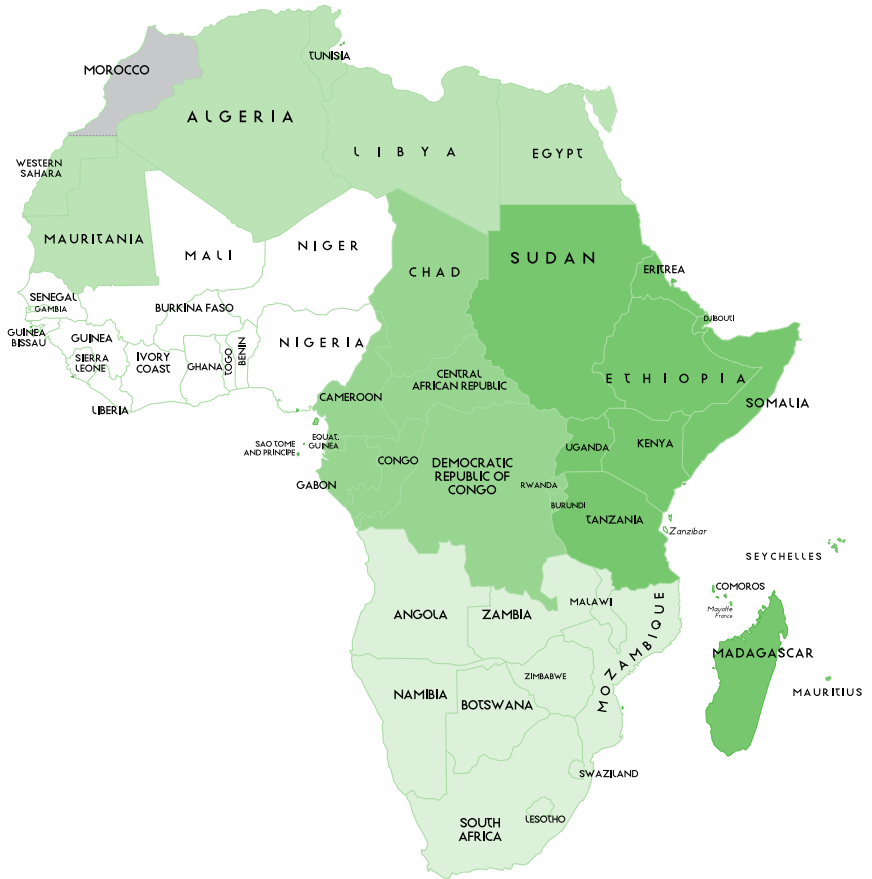 TUNISIA
MOROCCO
ALGERIA
LIBYA
EGYPT
WESTERN
SAHARA
MAURITANIA
MALI
NIGER
CHAD
SUDAN
ERITREA
SENEGAL
GAMBIA
BURKINA FASO
DJIBOUTI
GUINEA
BISSAU
GUINEA
SIERRA
LEONE
IVORY
COAST
GHANA
TOGO
BENIN
NIGERIA
LIBERIA
CENTRAL
AFRICAN REPUBLIC
ETHIOPIA
SOMALIA
CAMEROON
EQUAT.
GUINEA
SAO TOME
AND PRINCIPE
UGANDA
KENYA
GABON
CONGO
DEMOCRATIC
REPUBLIC OF
CONGO
RWANDA
BURUNDI
TANZANIA
Zanzibar
SEYCHELLES
COMOROS
Mayotte
France
ANGOLA
ZAMBIA
MALAWI
MOZAMBIQUE
MADAGASCAR
MAURITIUS
NAMIBIA
BOTSWANA
ZIMBABWE
SWAZILAND
SOUTH
AFRICA
LESOTHO